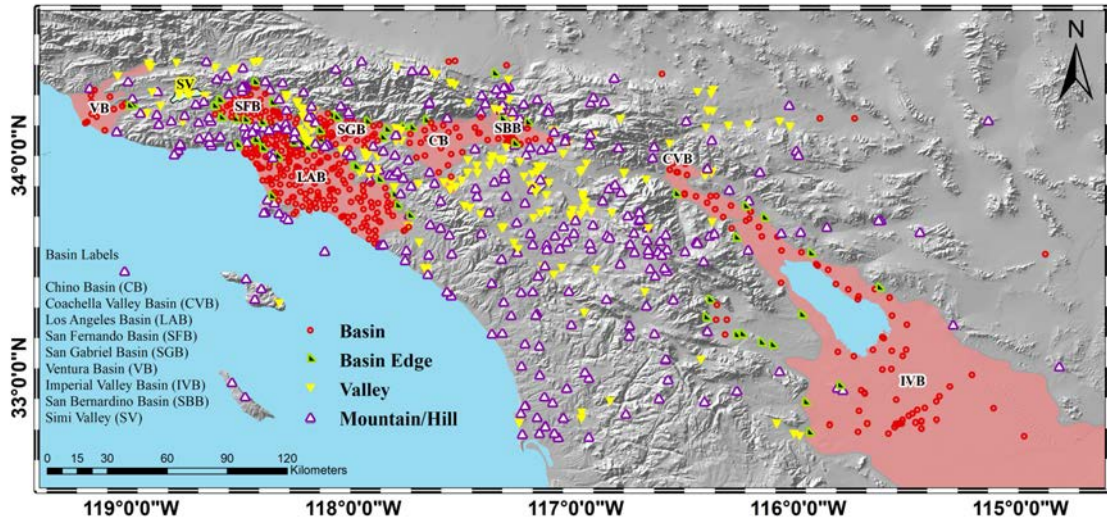 N
34°0'0"N
33°0'0"N
VB
SV
SFB
SGB
CB
SBB
LAB
CVB
IVB
Basin Labels
Chino Basin (CB)
Coachella Valley Basin (CVB)
Los Angeles Basin (LAB)
San Fernando Basin (SFB)
San Gabriel Basin (SGB)
Ventura Basin (VB)
Imperial Valley Basin (IVB)
San Bernardino Basin (SBB)
Simi Valley (SV)
Basin
Basin Edge
Valley
Mountain/Hill
0 15 30 60 90 120
Kilometers
119°0'0"W 118°0'0"W 117°0'0"W 116°0'0"W 115°0'0"W